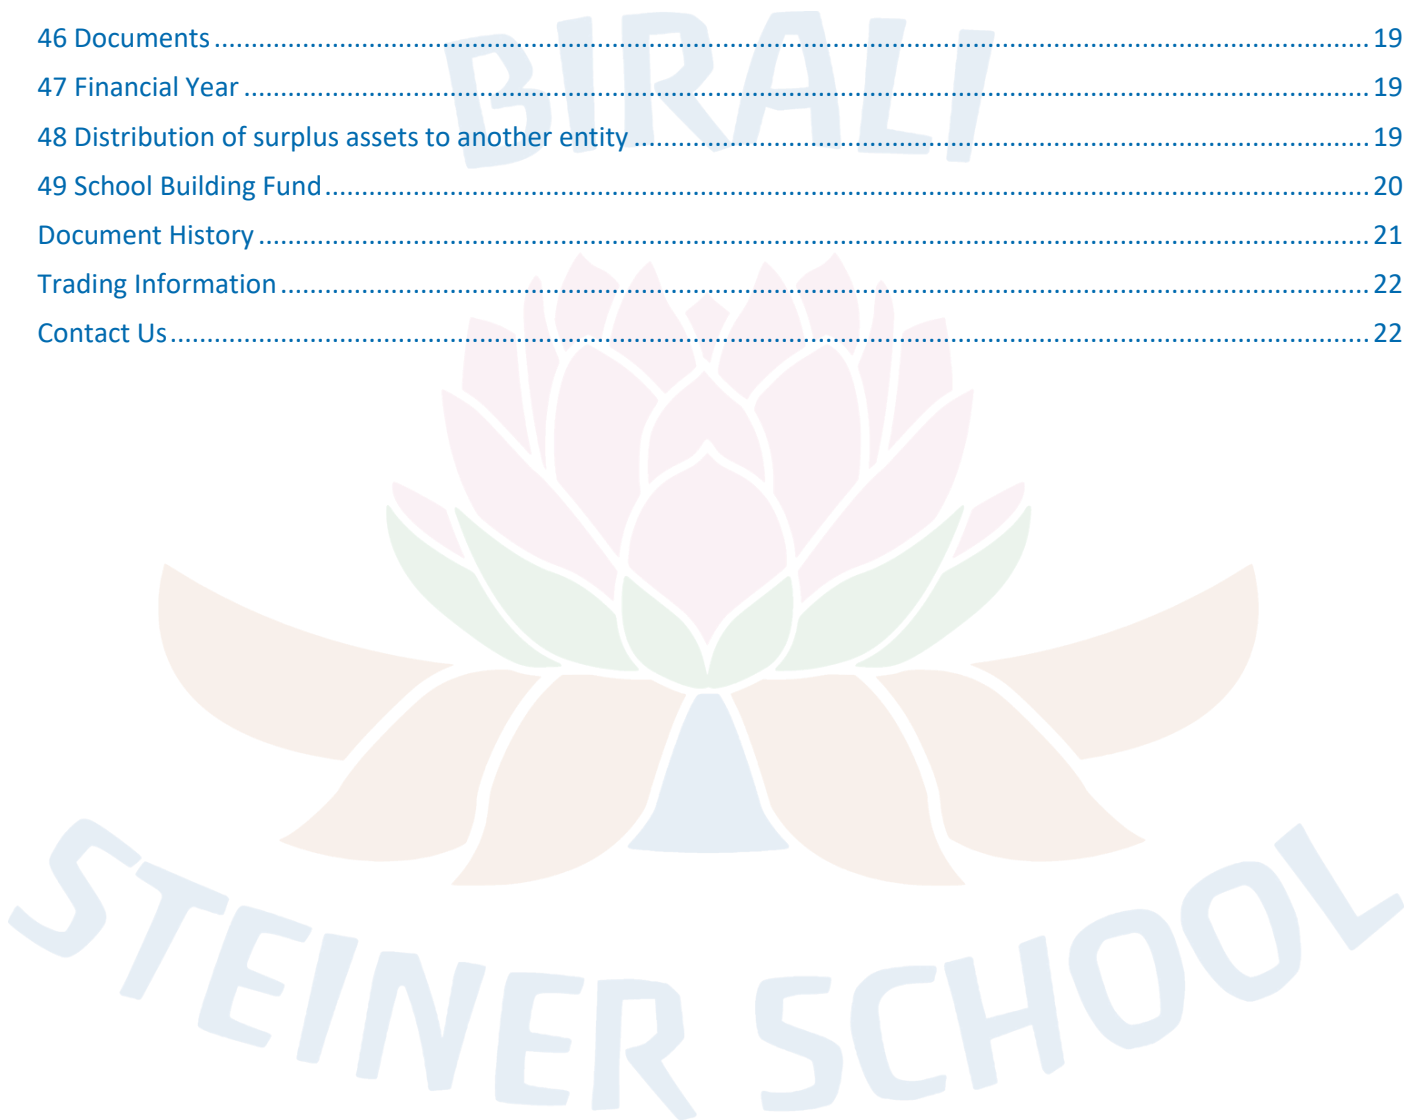 BIRALI
46 Documents ........................................................................................................................ 19
47 Financial Year ........................................................................................................................ 19
48 Distribution of surplus assets to another entity ........................................................................................................................ 19
49 School Building Fund ........................................................................................................................ 20
Document History ........................................................................................................................ 21
Trading Information ........................................................................................................................ 22
Contact Us ........................................................................................................................ 22
STEINER SCHOOL